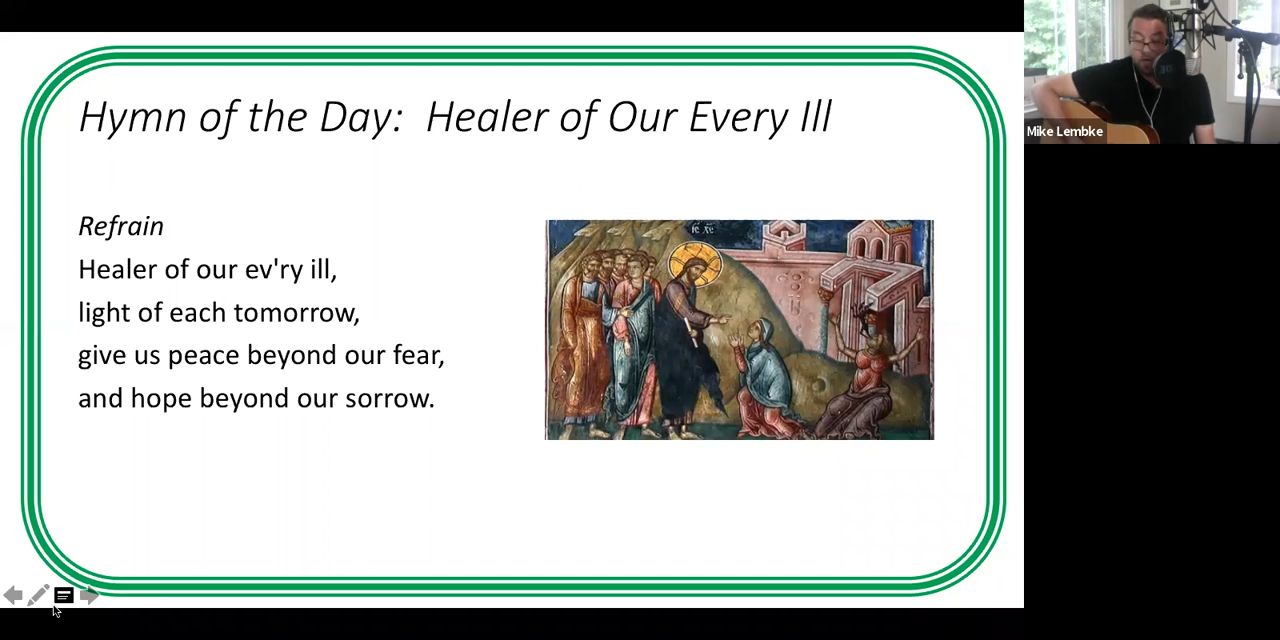 Hymn of the Day: Healer of Our Every Ill
Refrain
Healer of our ev'ry ill,
light of each tomorrow,
give us peace beyond our fear,
and hope beyond our sorrow.
Mike Lembke